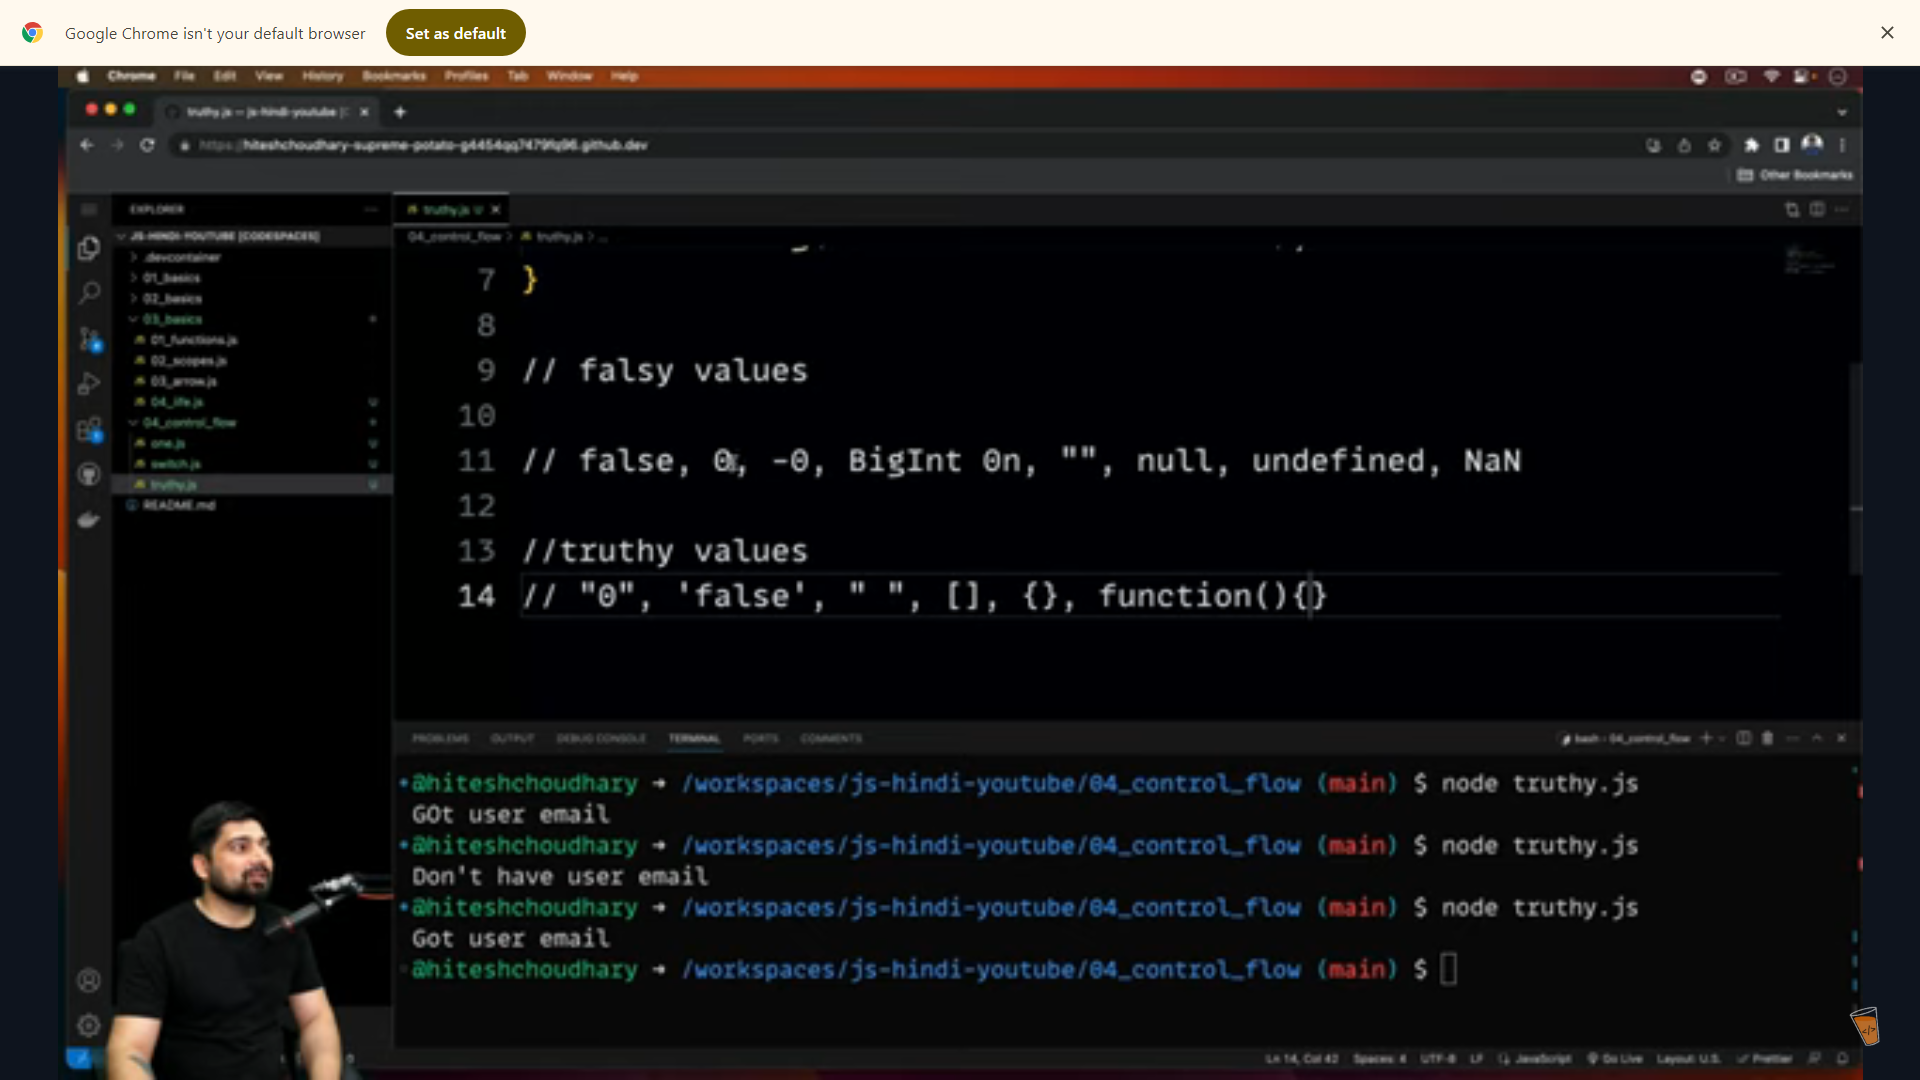 Google Chrome isn't your default browser
Set as default
Chrome File Edit View History Bookmarks Profiles Tab Window Help
truthy.js — js-hindi-youtube [C
hiteshchoudhary-supreme-potato-g4454qq7479fq96.github.dev
Other Bookmarks
EXPLORER
JS-HINDI-YOUTUBE [CODESPACES]
.devcontainer
01_basics
02_basics
03_basics
01_functions.js
02_scopes.js
03_arrow.js
04_iife.js U
04_control_flow
one.js U
switch.js U
truthy.js U
README.md
truthy.js U
04_control_flow > truthy.js > ...
7 }
8
9 // falsy values
10
11 // false, 0, -0, BigInt 0n, "", null, undefined, NaN
12
13 //truthy values
14 // "0", 'false', " ", [], {}, function(){}
PROBLEMS OUTPUT DEBUG CONSOLE TERMINAL PORTS COMMENTS
bash - 04_control_flow
@hiteshchoudhary ➜ /workspaces/js-hindi-youtube/04_control_flow (main) $ node truthy.js
GOt user email
@hiteshchoudhary ➜ /workspaces/js-hindi-youtube/04_control_flow (main) $ node truthy.js
Don't have user email
@hiteshchoudhary ➜ /workspaces/js-hindi-youtube/04_control_flow (main) $ node truthy.js
Got user email
@hiteshchoudhary ➜ /workspaces/js-hindi-youtube/04_control_flow (main) $
Ln 14, Col 42 Spaces: 4 UTF-8 LF JavaScript Go Live Layout: U.S. Prettier